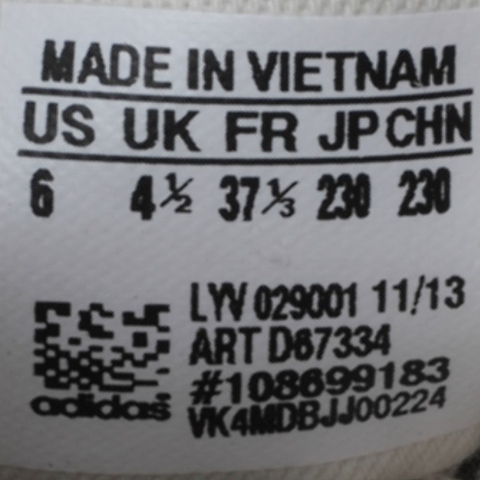 MADE IN VIETNAM
US UK FR JP CHN
6 4½ 37⅓ 230 230
LYV 029001 11/13
ART D67334
#108699183
adidas
VK4MDBJJ00224